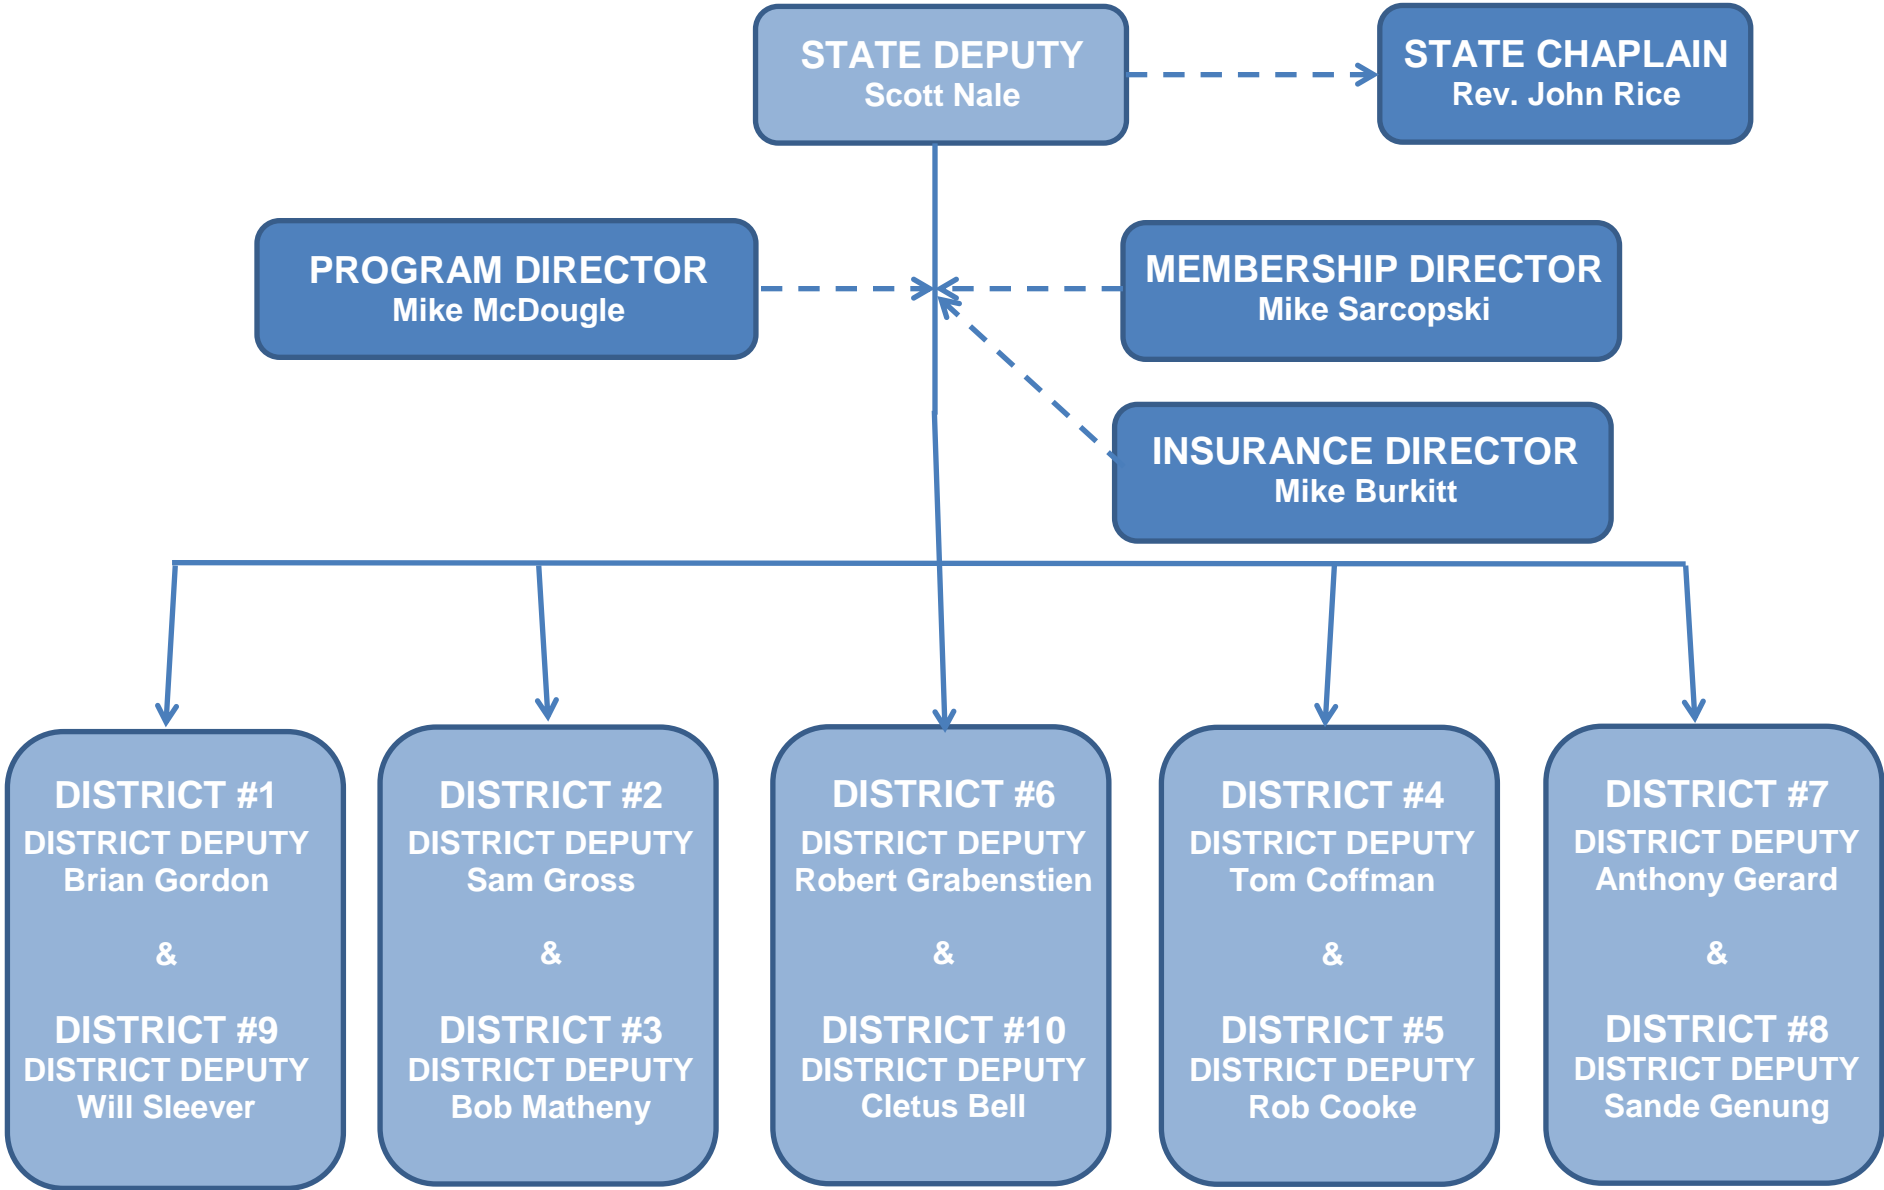 STATE DEPUTY
Scott Nale
STATE CHAPLAIN
Rev. John Rice
PROGRAM DIRECTOR
Mike McDougle
MEMBERSHIP DIRECTOR
Mike Sarcopski
INSURANCE DIRECTOR
Mike Burkitt
DISTRICT #1
DISTRICT DEPUTY
Brian Gordon
&
DISTRICT #9
DISTRICT DEPUTY
Will Sleever
DISTRICT #2
DISTRICT DEPUTY
Sam Gross
&
DISTRICT #3
DISTRICT DEPUTY
Bob Matheny
DISTRICT #6
DISTRICT DEPUTY
Robert Grabenstien
&
DISTRICT #10
DISTRICT DEPUTY
Cletus Bell
DISTRICT #4
DISTRICT DEPUTY
Tom Coffman
&
DISTRICT #5
DISTRICT DEPUTY
Rob Cooke
DISTRICT #7
DISTRICT DEPUTY
Anthony Gerard
&
DISTRICT #8
DISTRICT DEPUTY
Sande Genung